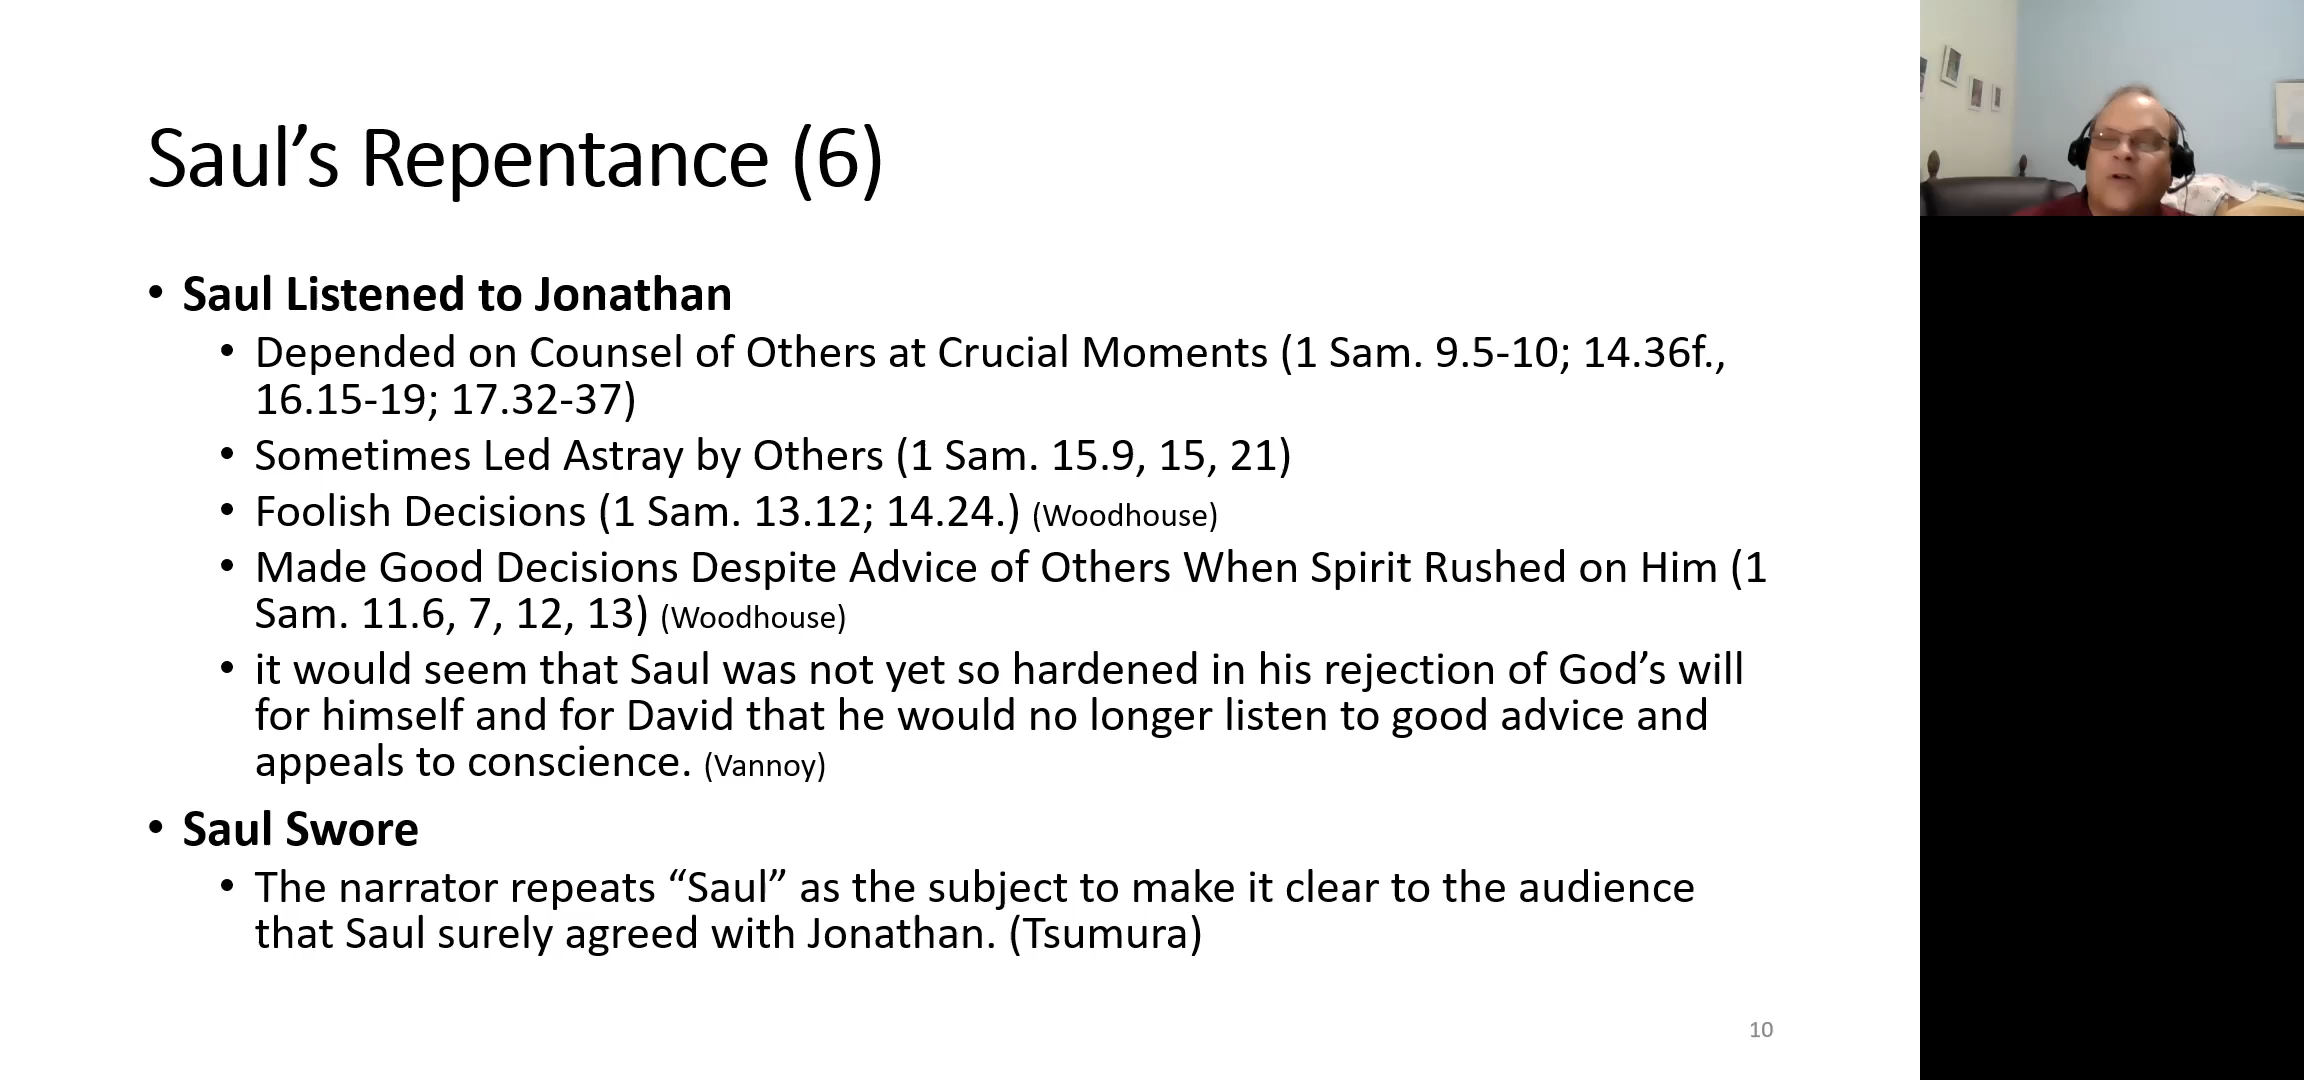 Saul’s Repentance (6)
• Saul Listened to Jonathan
• Depended on Counsel of Others at Crucial Moments (1 Sam. 9.5-10; 14.36f.,
16.15-19; 17.32-37)
• Sometimes Led Astray by Others (1 Sam. 15.9, 15, 21)
• Foolish Decisions (1 Sam. 13.12; 14.24.) (Woodhouse)
• Made Good Decisions Despite Advice of Others When Spirit Rushed on Him (1
Sam. 11.6, 7, 12, 13) (Woodhouse)
• it would seem that Saul was not yet so hardened in his rejection of God’s will
for himself and for David that he would no longer listen to good advice and
appeals to conscience. (Vannoy)
• Saul Swore
• The narrator repeats “Saul” as the subject to make it clear to the audience
that Saul surely agreed with Jonathan. (Tsumura)
10